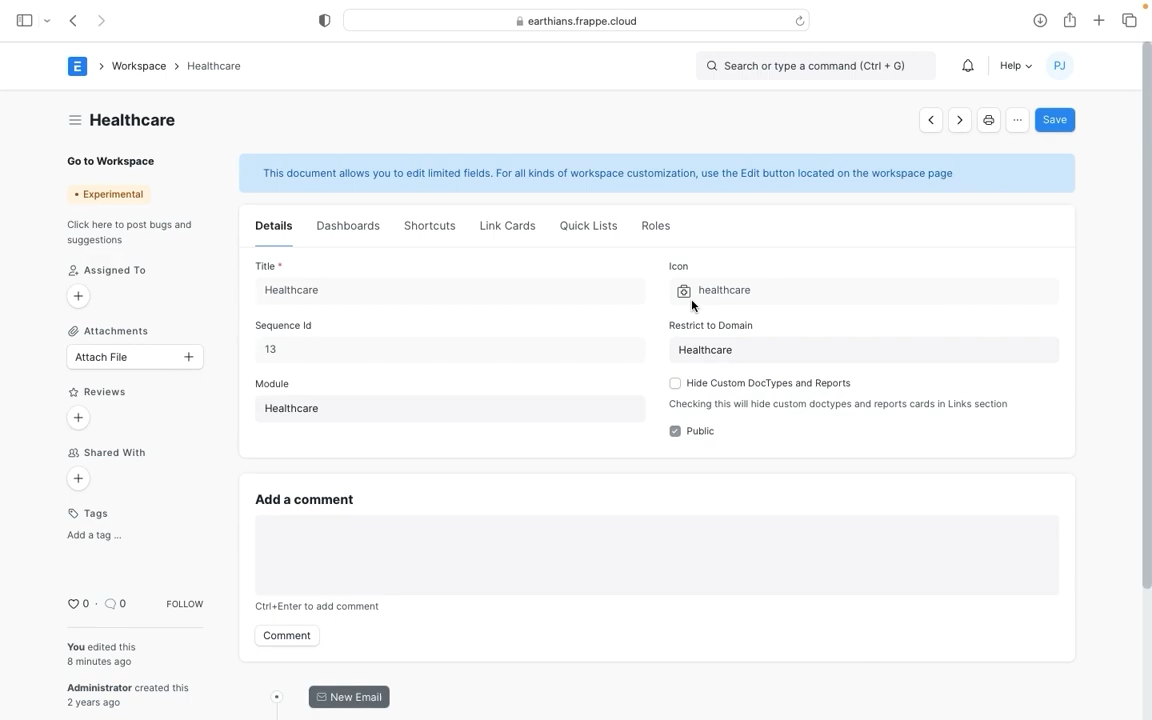 earthians.frappe.cloud
E
Workspace
Healthcare
Search or type a command (Ctrl + G)
Help
PJ
Healthcare
Save
Go to Workspace
Experimental
Click here to post bugs and
suggestions
Assigned To
Attachments
Attach File
Reviews
Shared With
Tags
Add a tag ...
0 · 0
FOLLOW
You edited this
8 minutes ago
Administrator created this
2 years ago
This document allows you to edit limited fields. For all kinds of workspace customization, use the Edit button located on the workspace page
Details
Dashboards
Shortcuts
Link Cards
Quick Lists
Roles
Title *
Healthcare
Sequence Id
13
Module
Healthcare
Icon
healthcare
Restrict to Domain
Healthcare
Hide Custom DocTypes and Reports
Checking this will hide custom doctypes and reports cards in Links section
Public
Add a comment
Ctrl+Enter to add comment
Comment
New Email